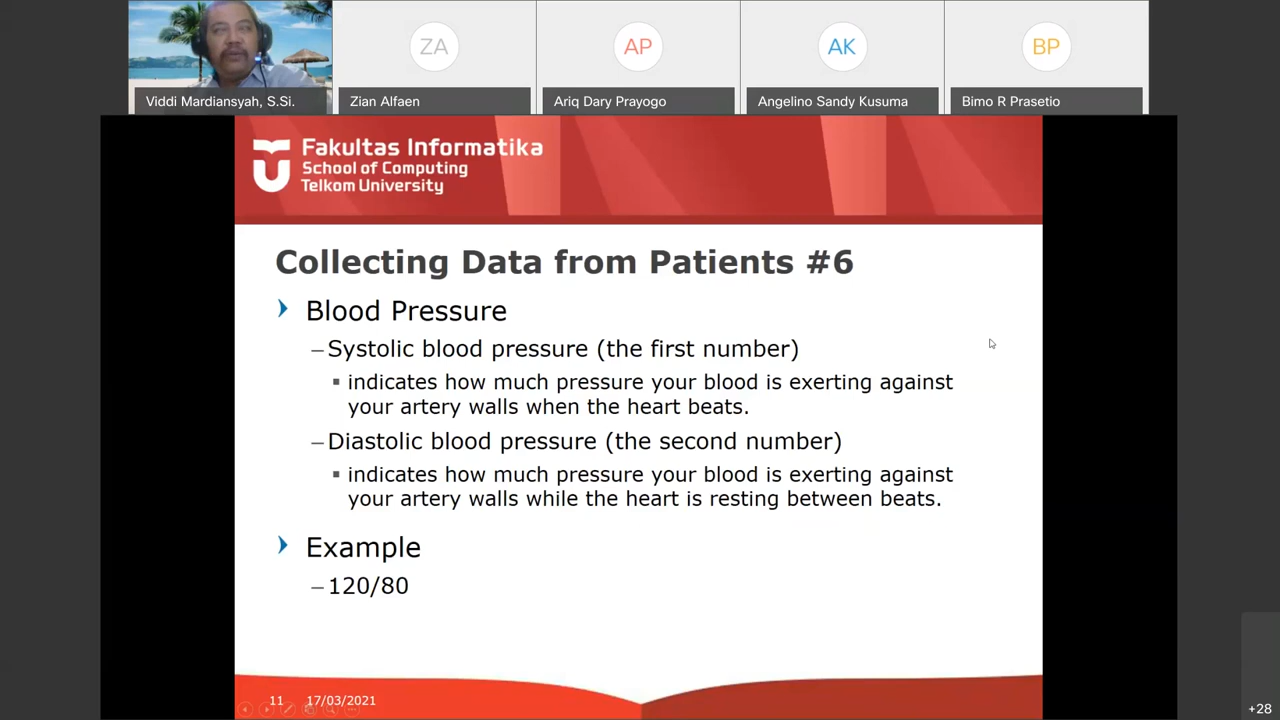 ZA
AP
AK
BP
Viddi Mardiansyah, S.Si.
Zian Alfaen
Ariq Dary Prayogo
Angelino Sandy Kusuma
Bimo R Prasetio
Fakultas Informatika
School of Computing
Telkom University
Collecting Data from Patients #6
Blood Pressure
–Systolic blood pressure (the first number)
▪ indicates how much pressure your blood is exerting against
your artery walls when the heart beats.
–Diastolic blood pressure (the second number)
▪ indicates how much pressure your blood is exerting against
your artery walls while the heart is resting between beats.
Example
–120/80
11 17/03/2021
+28